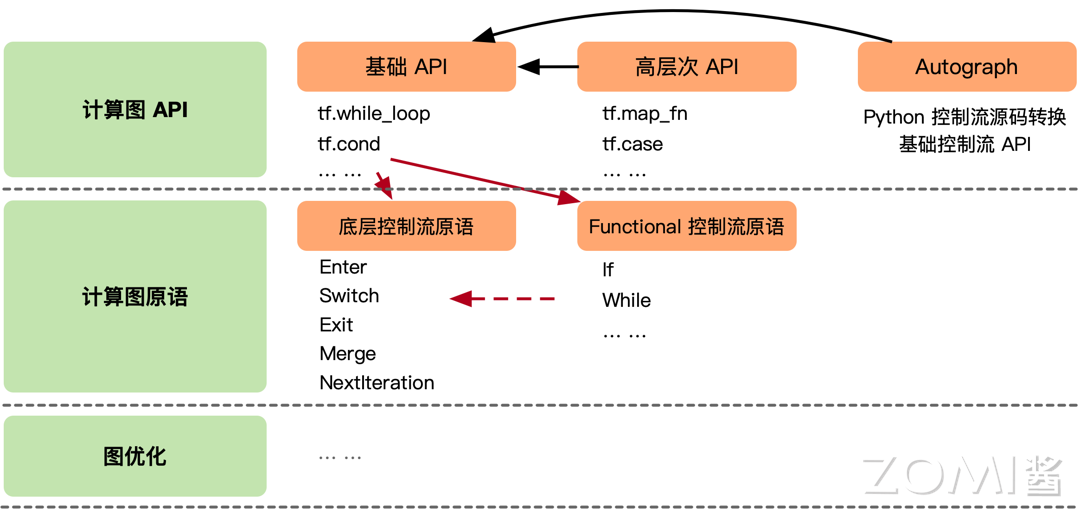 计算图 API
基础 API
高层次 API
Autograph
tf.while_loop
tf.cond
... ...
tf.map_fn
tf.case
... ...
Python 控制流源码转换
基础控制流 API
计算图原语
底层控制流原语
Functional 控制流原语
Enter
Switch
Exit
Merge
NextIteration
If
While
... ...
图优化
... ...
ZOMI酱